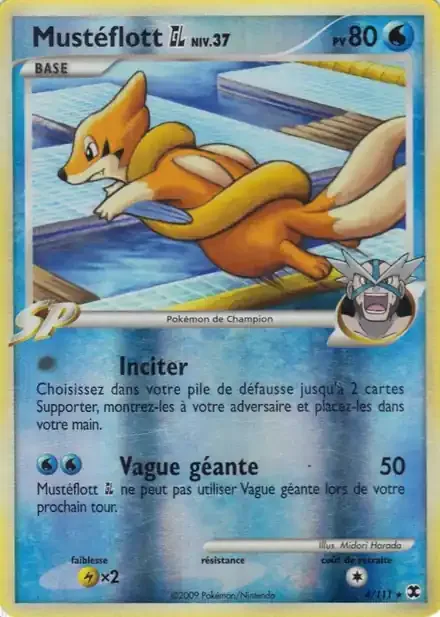 Mustéflott GL NIV.37 PV 80
BASE
SP
Pokémon de Champion
Inciter
Choisissez dans votre pile de défausse jusqu'à 2 cartes
Supporter, montrez-les à votre adversaire et placez-les dans
votre main.
Vague géante 50
Mustéflott GL ne peut pas utiliser Vague géante lors de votre
prochain tour.
Illus. Midori Harada
faiblesse résistance coût de retraite
×2
4/111 ★
©2009 Pokémon/Nintendo